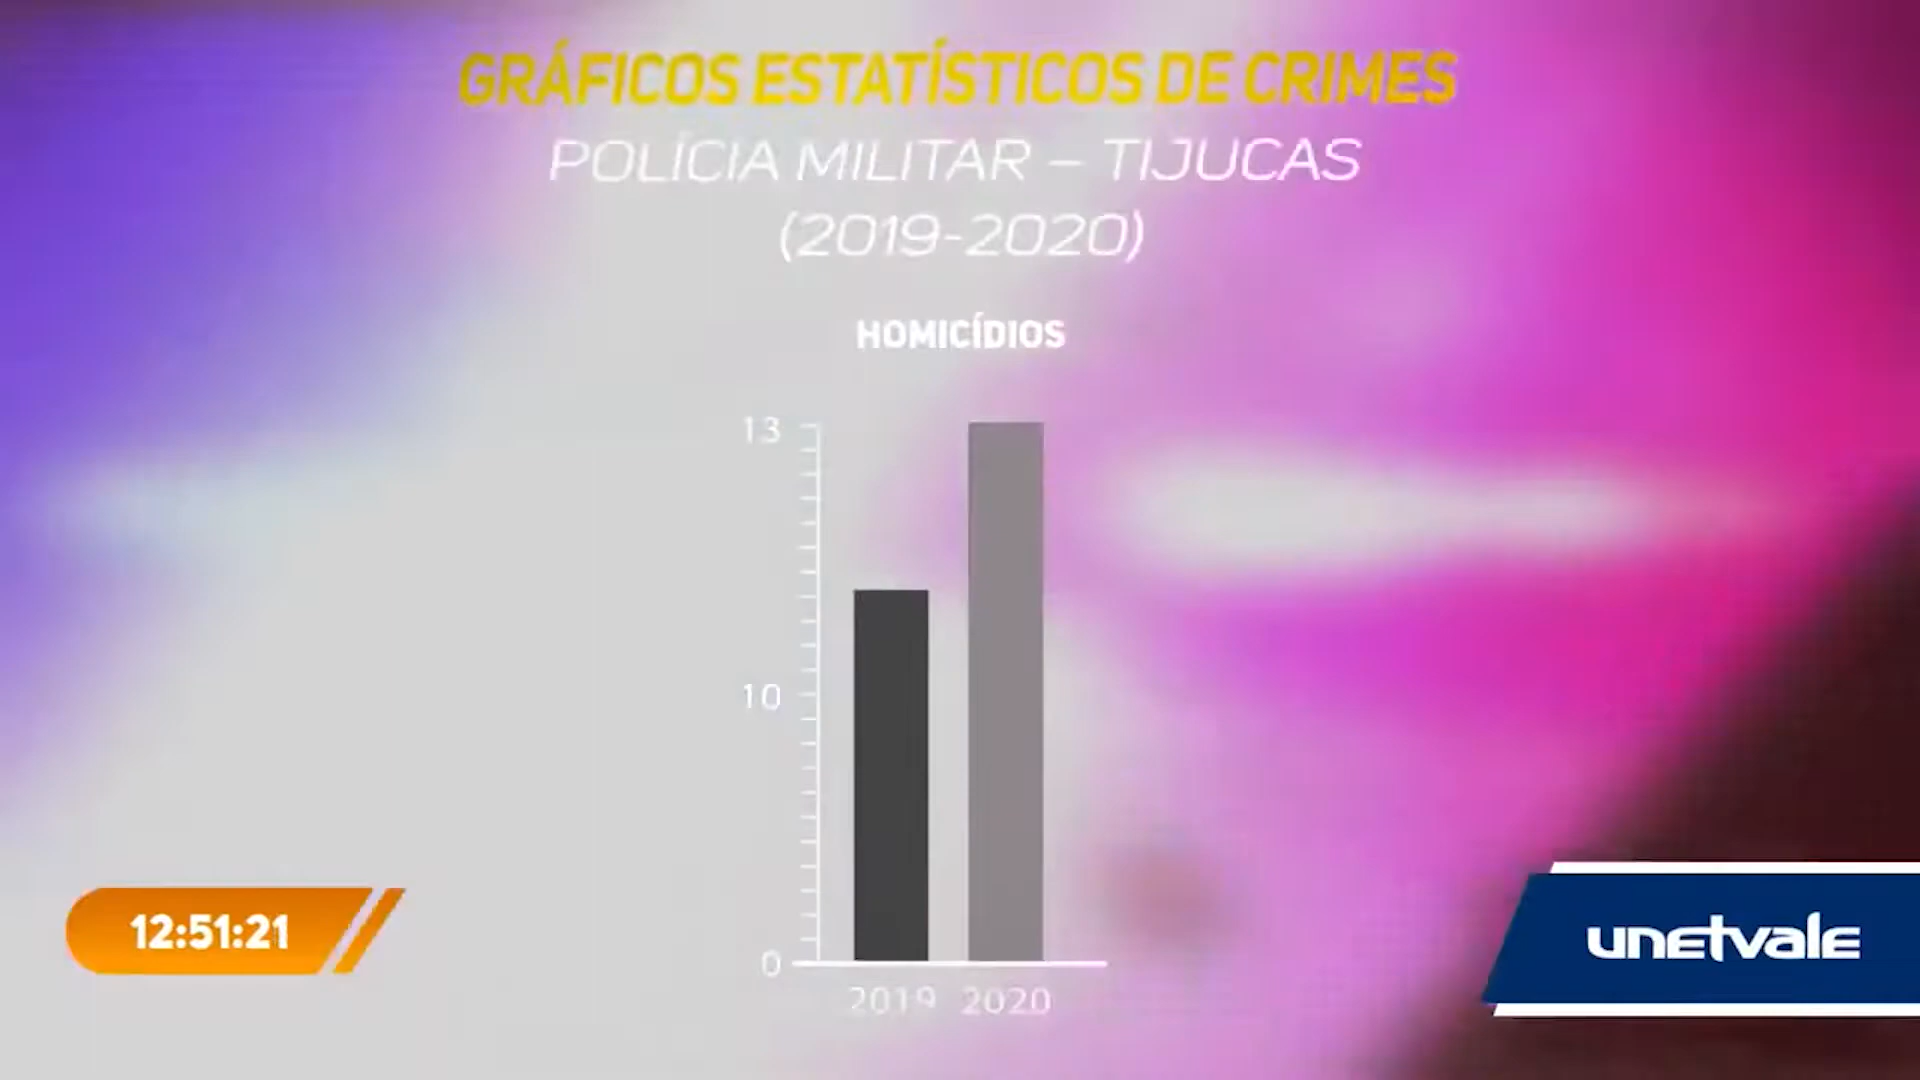 GRÁFICOS ESTATÍSTICOS DE CRIMES
POLÍCIA MILITAR – TIJUCAS
(2019-2020)
HOMICÍDIOS
13
10
0
2019 2020
12:51:21
unetvale